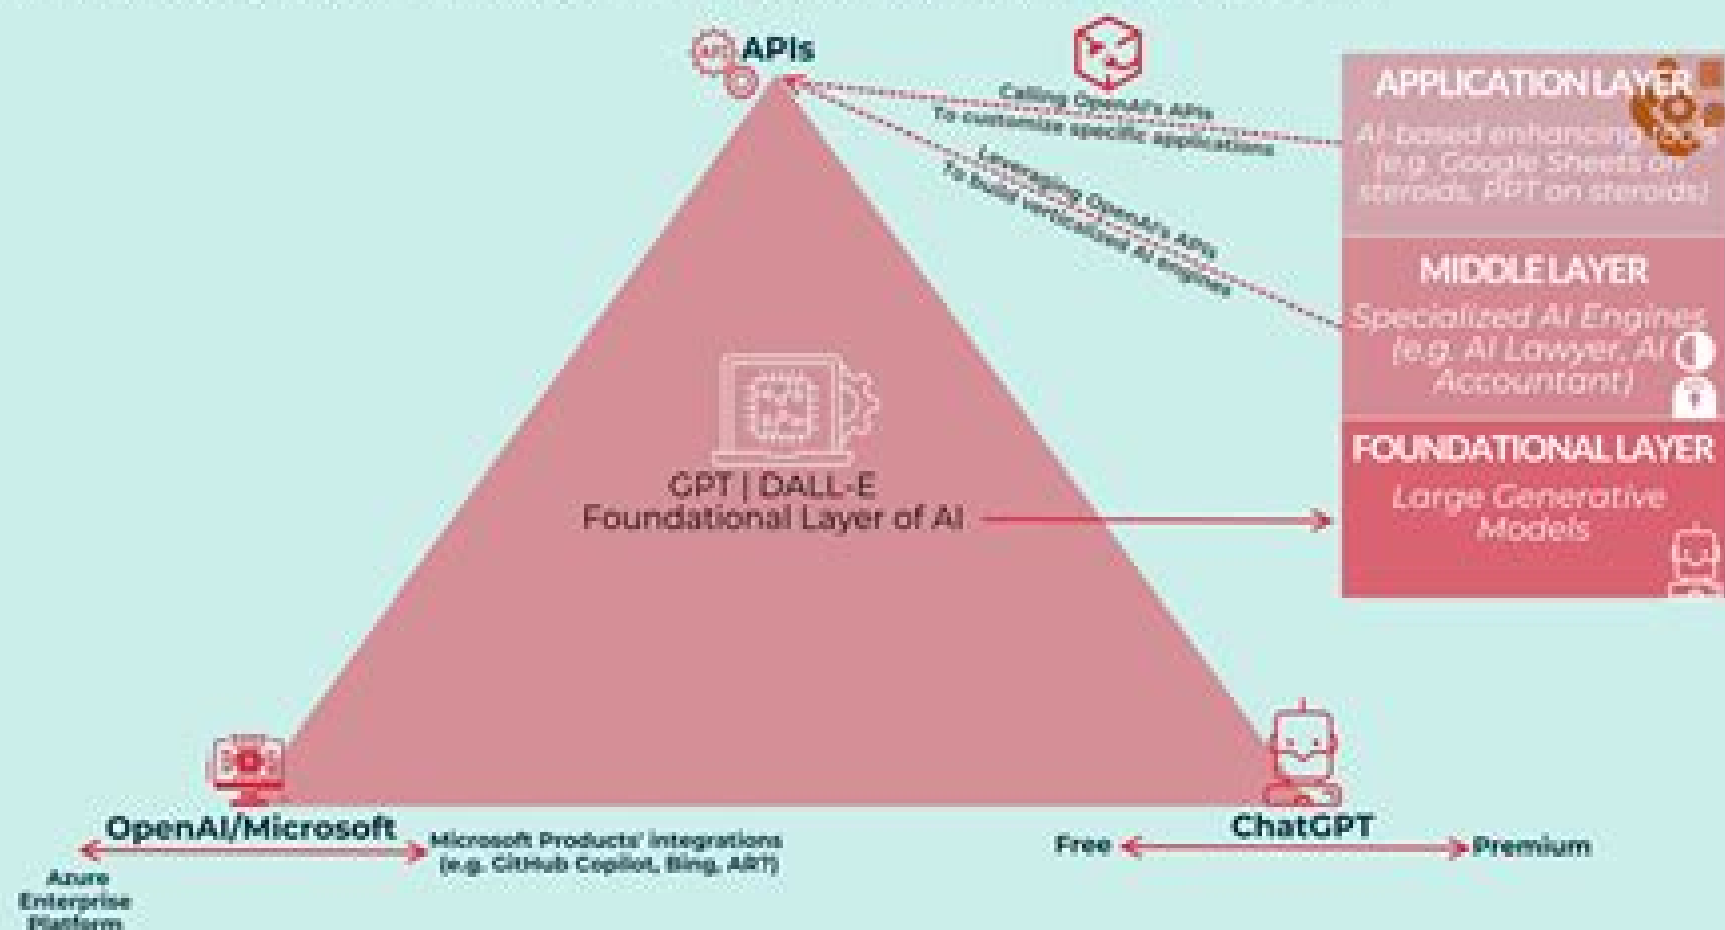 APIs
Calling OpenAI's APIs
To customize specific applications
Leveraging OpenAI's APIs
To build verticalized AI engines
APPLICATION LAYER
AI-based enhancing
(e.g. Google Sheets on
steroids, PPT on steroids)
MIDDLE LAYER
Specialized AI Engines
(e.g. AI Lawyer, AI
Accountant)
FOUNDATIONAL LAYER
Large Generative
Models
GPT | DALL-E
Foundational Layer of AI
OpenAI/Microsoft
Azure
Enterprise
Platform
Microsoft Products' integrations
(e.g. GitHub Copilot, Bing, AR?)
ChatGPT
Free
Premium